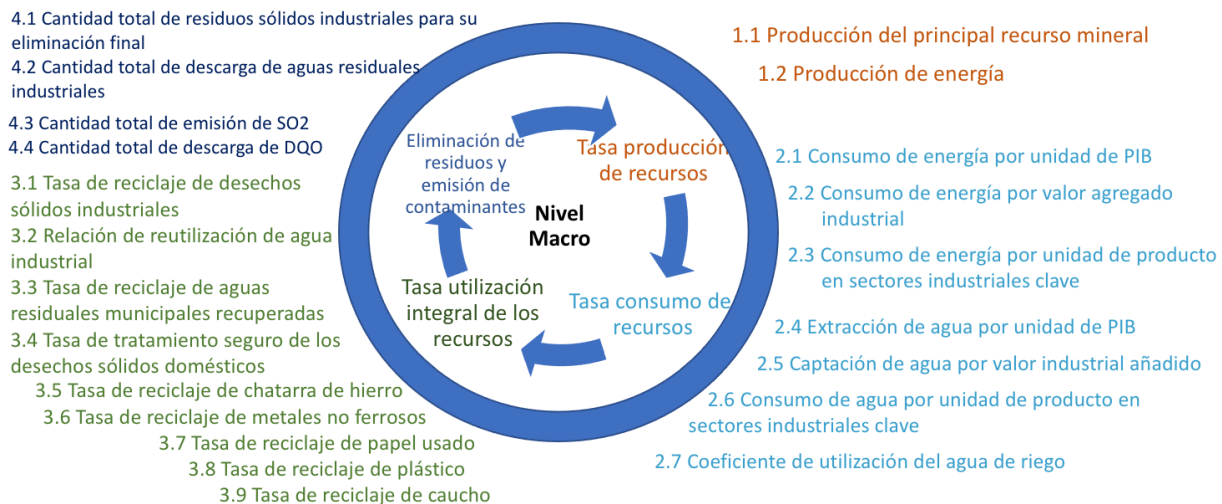 4.1 Cantidad total de residuos sólidos industriales para su
eliminación final
4.2 Cantidad total de descarga de aguas residuales
industriales
4.3 Cantidad total de emisión de SO2
4.4 Cantidad total de descarga de DQO
3.1 Tasa de reciclaje de desechos
sólidos industriales
3.2 Relación de reutilización de agua
industrial
3.3 Tasa de reciclaje de aguas
residuales municipales recuperadas
3.4 Tasa de tratamiento seguro de los
desechos sólidos domésticos
3.5 Tasa de reciclaje de chatarra de hierro
3.6 Tasa de reciclaje de metales no ferrosos
3.7 Tasa de reciclaje de papel usado
3.8 Tasa de reciclaje de plástico
3.9 Tasa de reciclaje de caucho
Eliminación de
residuos y
emisión de
contaminantes
Tasa producción
de recursos
Nivel
Macro
Tasa utilización
integral de los
recursos
Tasa consumo de
recursos
1.1 Producción del principal recurso mineral
1.2 Producción de energía
2.1 Consumo de energía por unidad de PIB
2.2 Consumo de energía por valor agregado
industrial
2.3 Consumo de energía por unidad de producto
en sectores industriales clave
2.4 Extracción de agua por unidad de PIB
2.5 Captación de agua por valor industrial añadido
2.6 Consumo de agua por unidad de producto en
sectores industriales clave
2.7 Coeficiente de utilización del agua de riego